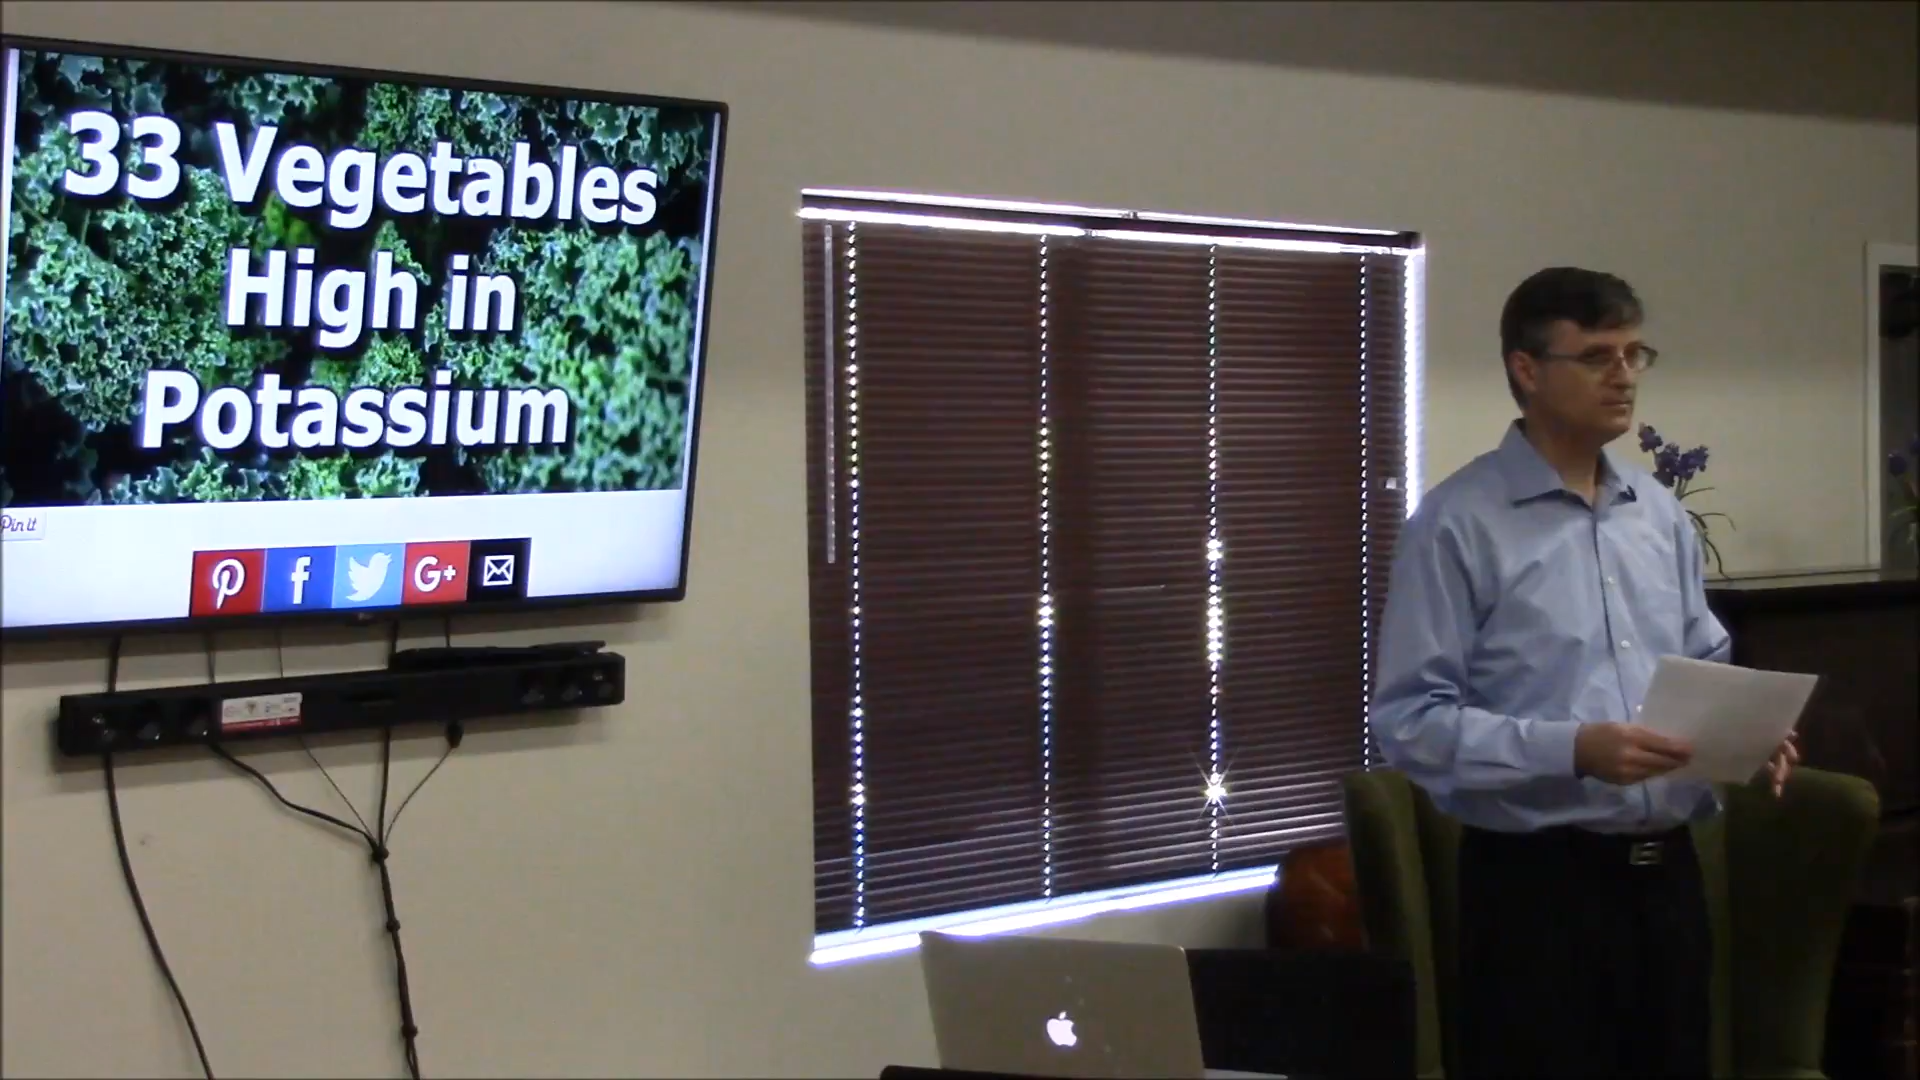 33 Vegetables
High in
Potassium
Pin it
G+